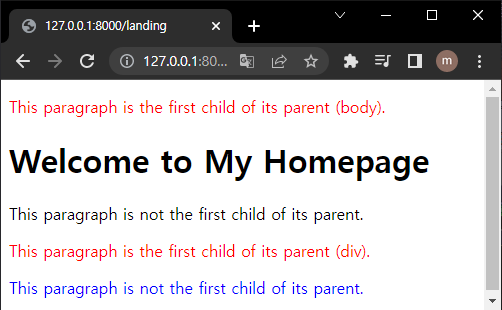 127.0.0.1:8000/landing
127.0.0.1:80...
m
This paragraph is the first child of its parent (body).
Welcome to My Homepage
This paragraph is not the first child of its parent.
This paragraph is the first child of its parent (div).
This paragraph is not the first child of its parent.